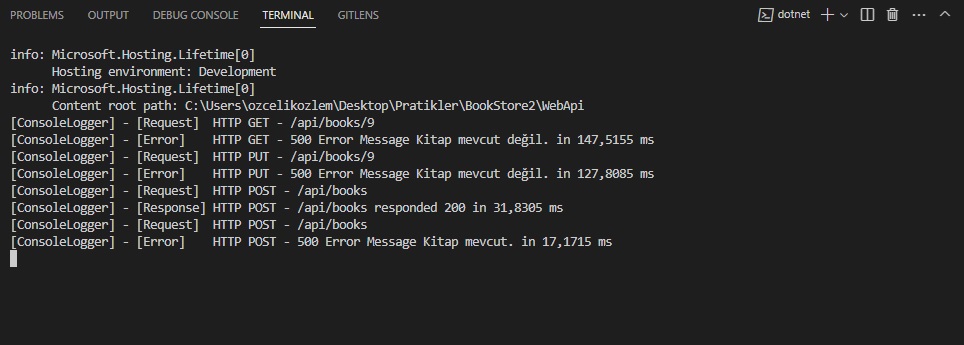 PROBLEMS OUTPUT DEBUG CONSOLE TERMINAL GITLENS dotnet
info: Microsoft.Hosting.Lifetime[0]
Hosting environment: Development
info: Microsoft.Hosting.Lifetime[0]
Content root path: C:\Users\ozcelikozlem\Desktop\Pratikler\BookStore2\WebApi
[ConsoleLogger] - [Request] HTTP GET - /api/books/9
[ConsoleLogger] - [Error] HTTP GET - 500 Error Message Kitap mevcut değil. in 147,5155 ms
[ConsoleLogger] - [Request] HTTP PUT - /api/books/9
[ConsoleLogger] - [Error] HTTP PUT - 500 Error Message Kitap mevcut değil. in 127,8085 ms
[ConsoleLogger] - [Request] HTTP POST - /api/books
[ConsoleLogger] - [Response] HTTP POST - /api/books responded 200 in 31,8305 ms
[ConsoleLogger] - [Request] HTTP POST - /api/books
[ConsoleLogger] - [Error] HTTP POST - 500 Error Message Kitap mevcut. in 17,1715 ms